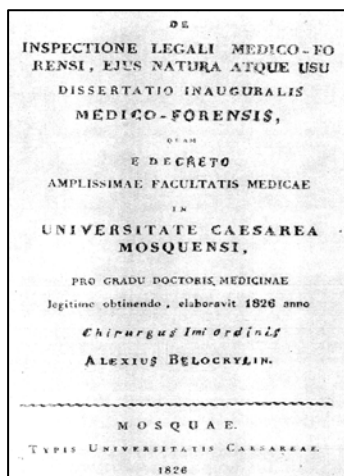 DE
INSPECTIONE LEGALI MEDICO-FO
RENSI, EJUS NATURA ATQUE USU
DISSERTATIO INAUGURALIS
MEDICO-FORENSIS,
QUAM
E DECRETO
AMPLISSIMAE FACULTATIS MEDICAE
IN
UNIVERSITATE CAESAREA
MOSQUENSI,
PRO GRADU DOCTORIS MEDICINAE
legitime obtinendo, elaboravit 1826 anno
Chirurgus Imi Ordinis
ALEXIUS BELOCRYLIN.
MOSQUAE.
TYPIS UNIVERSITATIS CAESAREAE.
1826